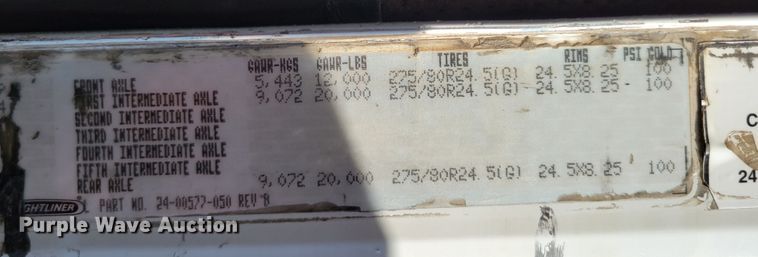 GAWR-KGS GAWR-LBS TIRES RIMS PSI COLD
FRONT AXLE 5,443 12,000 275/80R24.5(G) 24.5X8.25 100
FIRST INTERMEDIATE AXLE 9,072 20,000 275/80R24.5(G) 24.5X8.25 100
SECOND INTERMEDIATE AXLE
THIRD INTERMEDIATE AXLE
FOURTH INTERMEDIATE AXLE
FIFTH INTERMEDIATE AXLE
REAR AXLE 9,072 20,000 275/80R24.5(G) 24.5X8.25 100
GHTLINER PART NO. 24-00577-050 REV B
C
24
Purple Wave Auction